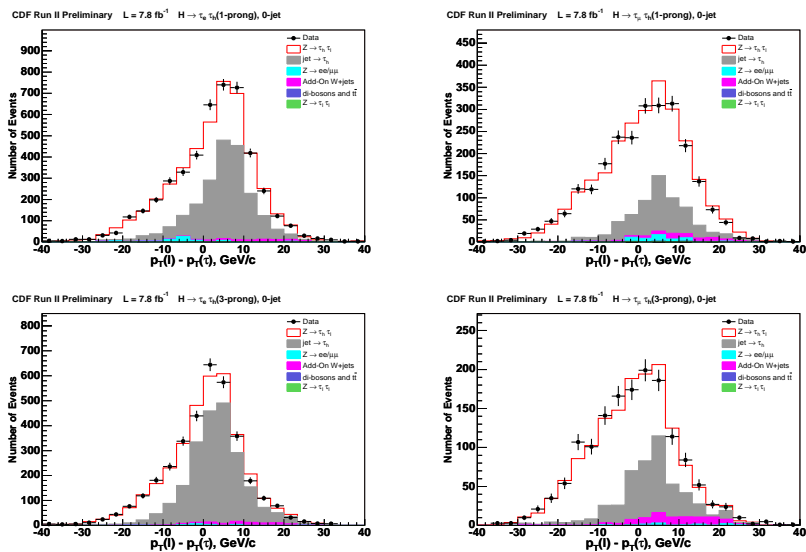 CDF Run II Preliminary L = 7.8 fb⁻¹ H → τₑ τₕ(1-prong), 0-jet
Number of Events
900
800
700
600
500
400
300
200
100
0
Data
Z → τₕ τₗ
jet → τₕ
Z → ee/μμ
Add-On W+jets
di-bosons and tt̄
Z → τₗ τₗ
-40 -30 -20 -10 0 10 20 30 40
p_T(l) - p_T(τ), GeV/c
CDF Run II Preliminary L = 7.8 fb⁻¹ H → τ_μ τₕ(1-prong), 0-jet
Number of Events
450
400
350
300
250
200
150
100
50
0
Data
Z → τₕ τₗ
jet → τₕ
Z → ee/μμ
Add-On W+jets
di-bosons and tt̄
Z → τₗ τₗ
-40 -30 -20 -10 0 10 20 30 40
p_T(l) - p_T(τ), GeV/c
CDF Run II Preliminary L = 7.8 fb⁻¹ H → τₑ τₕ(3-prong), 0-jet
Number of Events
800
700
600
500
400
300
200
100
0
Data
Z → τₕ τₗ
jet → τₕ
Z → ee/μμ
Add-On W+jets
di-bosons and tt̄
Z → τₗ τₗ
-40 -30 -20 -10 0 10 20 30 40
p_T(l) - p_T(τ), GeV/c
CDF Run II Preliminary L = 7.8 fb⁻¹ H → τ_μ τₕ(3-prong), 0-jet
Number of Events
250
200
150
100
50
0
Data
Z → τₕ τₗ
jet → τₕ
Z → ee/μμ
Add-On W+jets
di-bosons and tt̄
Z → τₗ τₗ
-40 -30 -20 -10 0 10 20 30 40
p_T(l) - p_T(τ), GeV/c